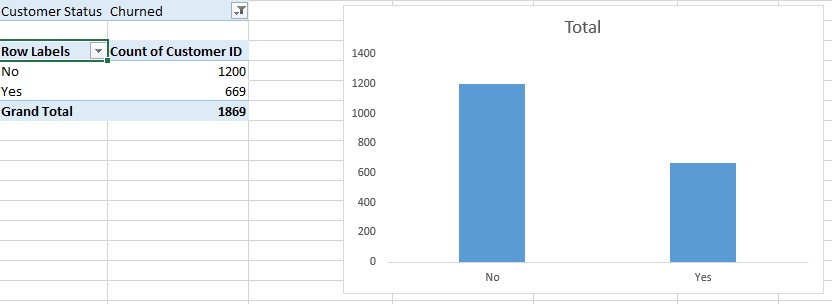 Customer Status Churned
Row Labels Count of Customer ID
No 1200
Yes 669
Grand Total 1869
Total
1400
1200
1000
800
600
400
200
0
No Yes